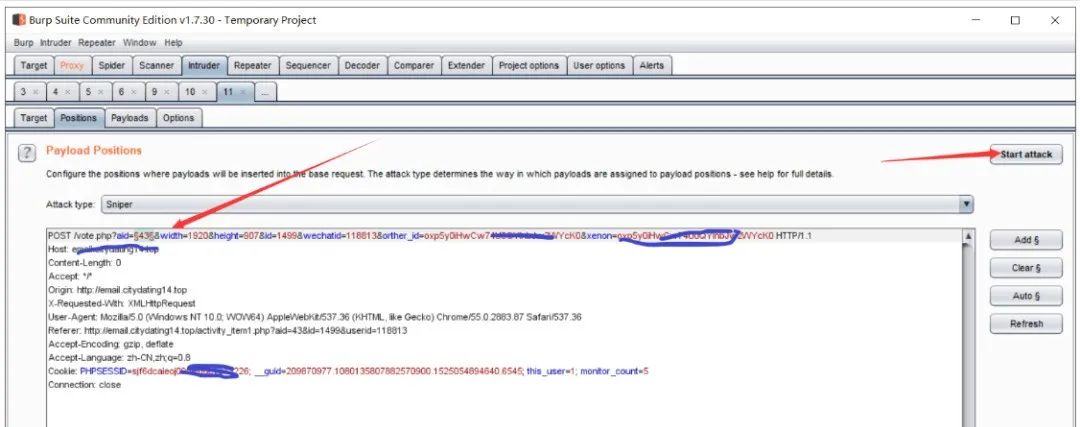 Burp Suite Community Edition v1.7.30 - Temporary Project
Burp Intruder Repeater Window Help
Target Proxy Spider Scanner Intruder Repeater Sequencer Decoder Comparer Extender Project options User options Alerts
3 × 4 × 5 × 6 × 9 × 10 × 11 × ...
Target Positions Payloads Options
? Payload Positions
Start attack
Configure the positions where payloads will be inserted into the base request. The attack type determines the way in which payloads are assigned to payload positions - see help for full details.
Attack type: Sniper
POST /vote.php?aid=§43§&width=1920&height=907&id=1499&wechatid=118813&orther_id=oxp5y0iHwCw7 &xenon=oxp5y0iHw HTTP/1.1
Add §
Host:
Content-Length: 0
Clear §
Accept: */*
Origin: http://email.citydating14.top
X-Requested-With: XMLHttpRequest
Auto §
User-Agent: Mozilla/5.0 (Windows NT 10.0; WOW64) AppleWebKit/537.36 (KHTML, like Gecko) Chrome/55.0.2883.87 Safari/537.36
Referer: http://email.citydating14.top/activity_item1.php?aid=43&id=1499&userid=118813
Refresh
Accept-Encoding: gzip, deflate
Accept-Language: zh-CN,zh;q=0.8
Cookie: PHPSESSID=sjf6dcaieoj0 226; __guid=209870977.1080135807882570900.1525054894640.6545; this_user=1; monitor_count=5
Connection: close